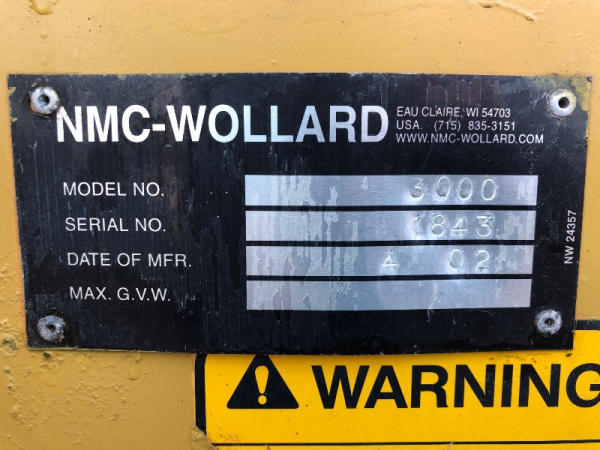 NMC-WOLLARD
EAU CLAIRE, WI 54703
USA. (715) 835-3151
WWW.NMC-WOLLARD.COM
MODEL NO. 3000
SERIAL NO. 1843
DATE OF MFR. 4 02
MAX. G.V.W.
NW 24357
WARNING